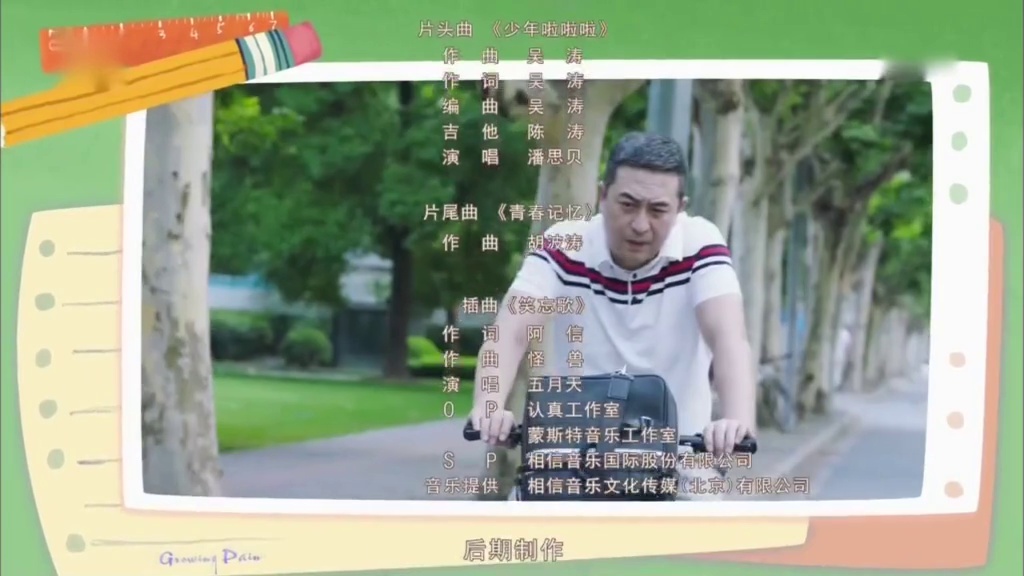 3 4 5 6 7
片头曲 《少年啦啦啦》
作 曲 吴 涛
作 词 吴 涛
编 曲 吴 涛
吉 他 陈 涛
演 唱 潘思贝
片尾曲 《青春记忆》
作 曲 胡波涛
插曲《笑忘歌》
作 词 阿 信
作 曲 怪 兽
演 唱 五月天
O P 认真工作室
蒙斯特音乐工作室
S P 相信音乐国际股份有限公司
音乐提供 相信音乐文化传媒(北京)有限公司
Growing Pain
后期制作